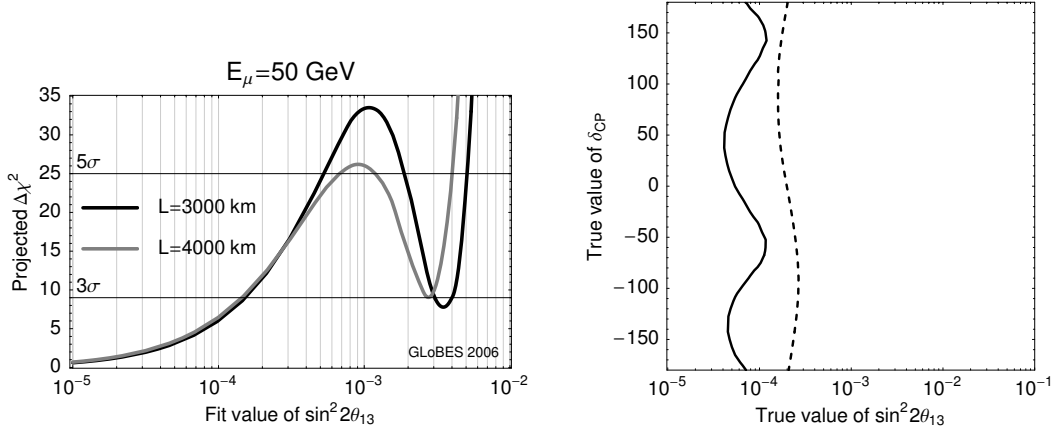 E_μ=50 GeV
35
30
25
20
15
10
5
0
Projected Δχ²
5σ
3σ
L=3000 km
L=4000 km
GLoBES 2006
10⁻⁵ 10⁻⁴ 10⁻³ 10⁻²
Fit value of sin²2θ₁₃
150
100
50
0
−50
−100
−150
True value of δ_CP
10⁻⁵ 10⁻⁴ 10⁻³ 10⁻² 10⁻¹
True value of sin²2θ₁₃